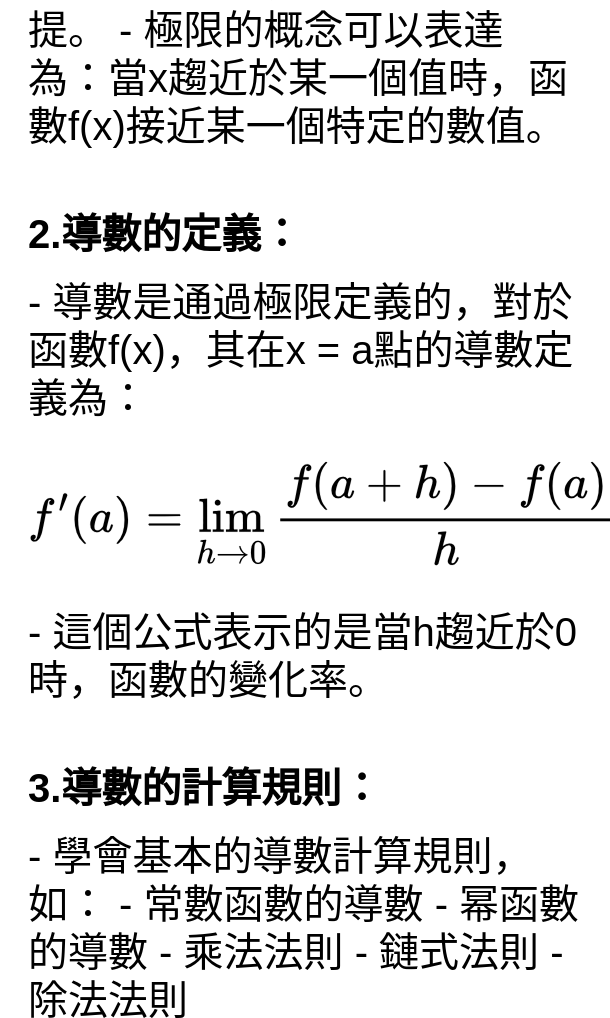 提。 - 極限的概念可以表達
為：當x趨近於某一個值時，函
數f(x)接近某一個特定的數值。
2.導數的定義：
- 導數是通過極限定義的，對於
函數f(x)，其在x = a點的導數定
義為：
f′(a) = lim_{h→0} \frac{f(a + h) − f(a)}{h}
- 這個公式表示的是當h趨近於0
時，函數的變化率。
3.導數的計算規則：
- 學會基本的導數計算規則，
如： - 常數函數的導數 - 幂函數
的導數 - 乘法法則 - 鏈式法則 -
除法法則